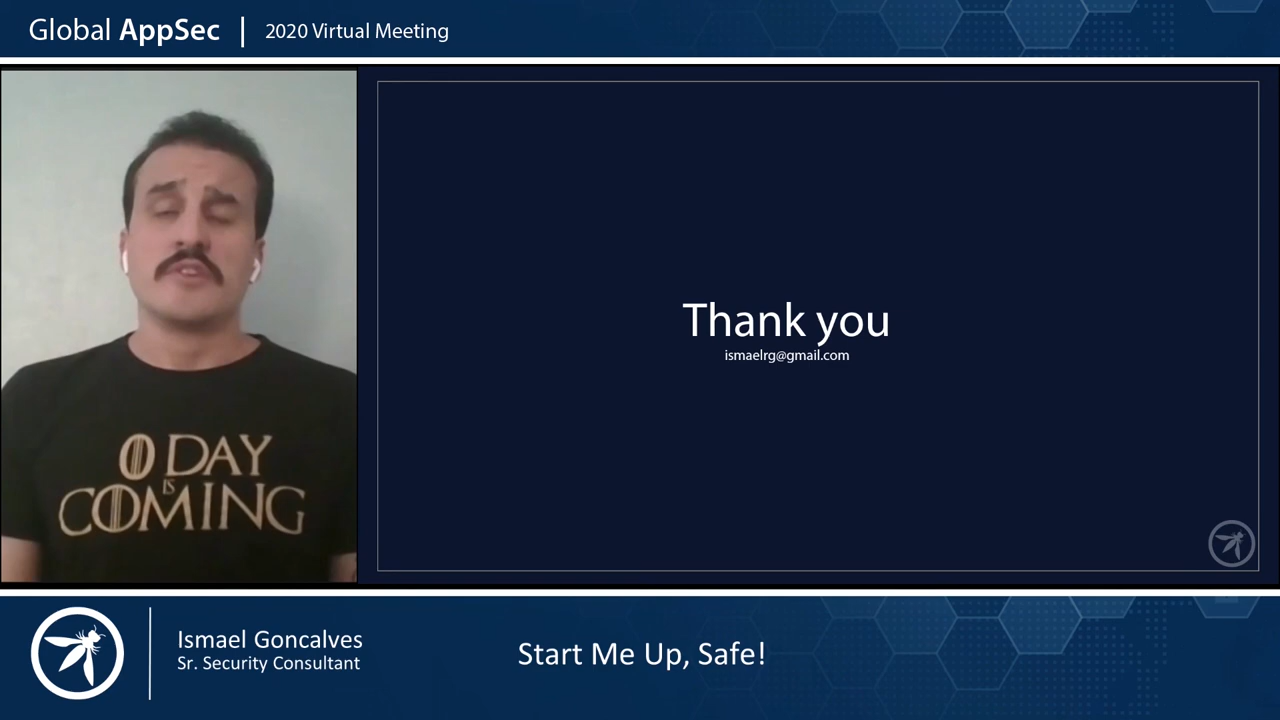 Global AppSec | 2020 Virtual Meeting
Thank you
ismaelrg@gmail.com
0 DAY
IS
COMING
Ismael Goncalves
Sr. Security Consultant
Start Me Up, Safe!